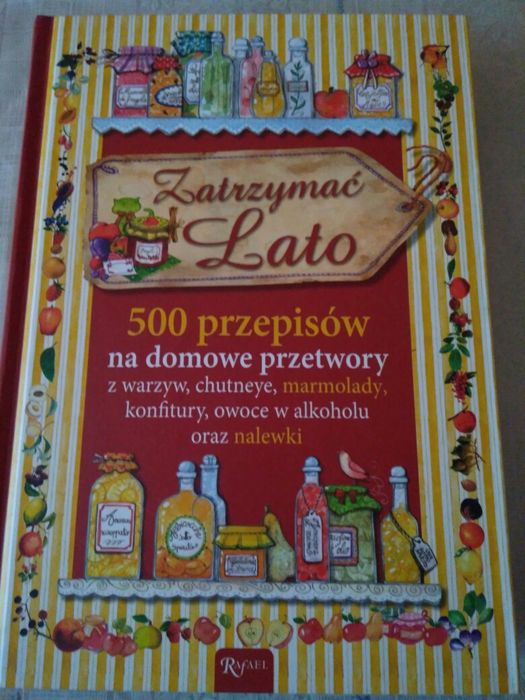 Zatrzymać
Lato
500 przepisów
na domowe przetwory
z warzyw, chutneye, marmolady,
konfitury, owoce w alkoholu
oraz nalewki
RAFAEL